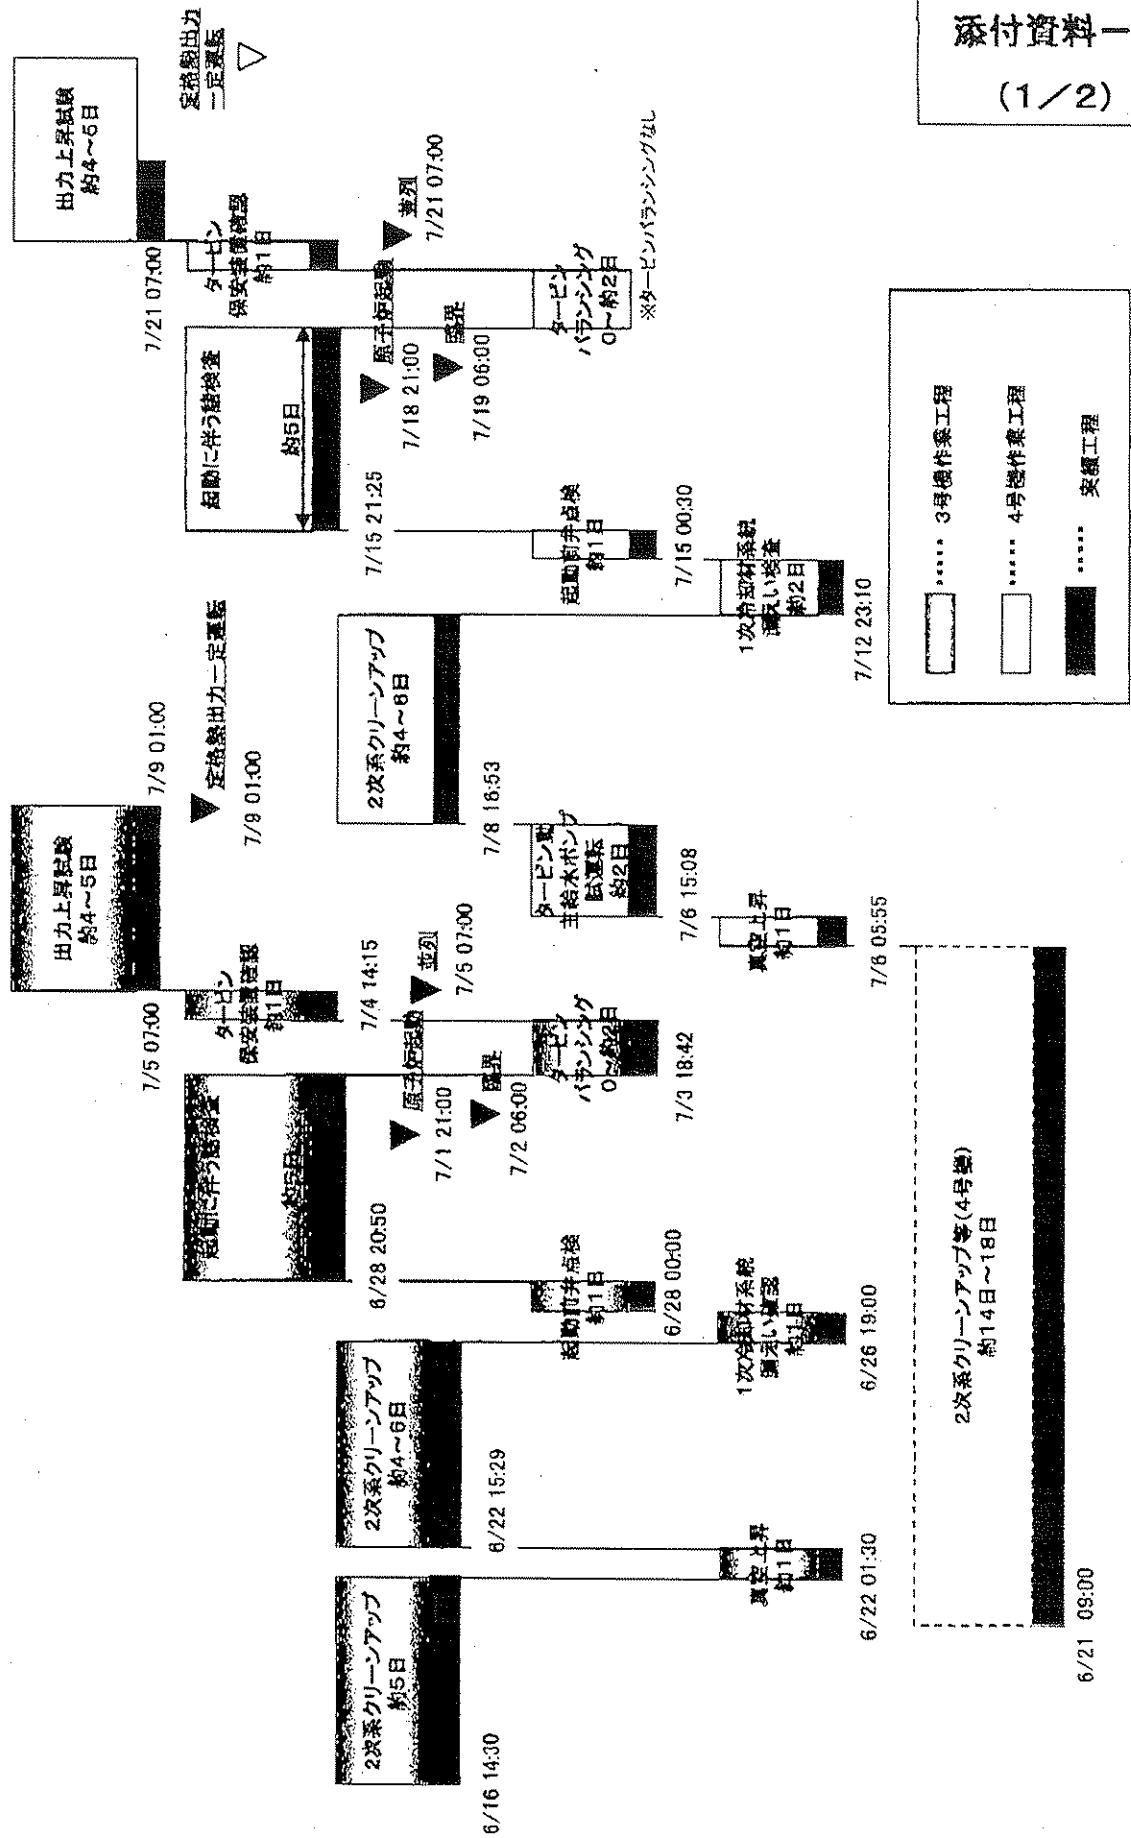 添付資料一
(1/2)
2次系クリーンアップ
約5日
6/16 14:30
真空上昇
約1日
6/22 01:30
2次系クリーンアップ
約4~6日
6/22 15:29
1次冷却材系統
漏えい確認
約1日
6/26 19:00
起動前弁点検
約1日
6/28 00:00
起動に伴う諸検査
約5日
6/28 20:50
原子炉起動
7/1 21:00
臨界
7/2 06:00
タービン
バランシング
0~約2日
7/3 18:42
タービン
保安装置確認
約1日
7/4 14:15
並列
7/5 07:00
出力上昇試験
約4~5日
7/5 07:00
7/9 01:00
定格熱出力一定運転
7/9 01:00
2次系クリーンアップ等(4号機)
約14日~18日
6/21 09:00
真空上昇
約1日
7/6 05:55
タービン動
主給水ポンプ
試運転
約2日
7/6 15:08
2次系クリーンアップ
約4~6日
7/8 16:53
1次冷却材系統
漏えい検査
約2日
7/12 23:10
起動前弁点検
約1日
7/15 00:30
起動に伴う諸検査
約5日
7/15 21:25
原子炉起動
7/18 21:00
臨界
7/19 06:00
タービン
バランシング
0~約2日
※タービンバランシングなし
タービン
保安装置確認
約1日
並列
7/21 07:00
出力上昇試験
約4~5日
7/21 07:00
定格熱出力
一定運転
3号機作業工程
4号機作業工程
実績工程